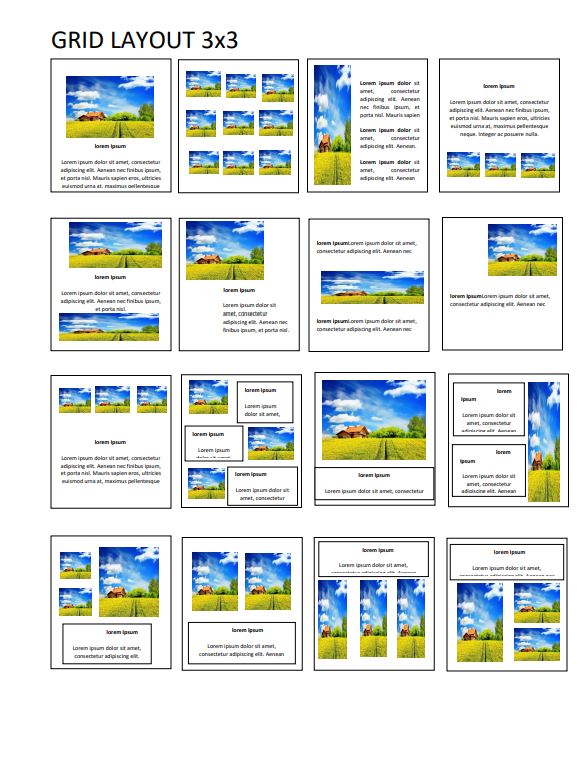 GRID LAYOUT 3x3
lorem ipsum
Lorem ipsum dolor sit amet, consectetur
adipiscing elit. Aenean nec finibus ipsum,
et porta nisl. Mauris sapien eros, ultricies
euismod urna at, maximus pellentesque
Lorem ipsum dolor sit
amet, consectetur
adipiscing elit. Aenean
nec finibus ipsum, et
porta nisl. Mauris sapien
Lorem ipsum dolor sit
amet, consectetur
adipiscing elit. Aenean
Lorem ipsum dolor sit
amet, consectetur
adipiscing elit. Aenean
lorem ipsum
Lorem ipsum dolor sit amet, consectetur
adipiscing elit. Aenean nec finibus ipsum,
et porta nisl. Mauris sapien eros, ultricies
euismod urna at, maximus pellentesque
neque. Integer ac posuere nulla.
lorem ipsum
Lorem ipsum dolor sit amet, consectetur
adipiscing elit. Aenean nec finibus ipsum,
et porta nisl.
lorem ipsum
Lorem ipsum dolor sit
amet, consectetur
adipiscing elit. Aenean nec
finibus ipsum, et porta nisl.
lorem ipsumLorem ipsum dolor sit amet,
consectetur adipiscing elit. Aenean nec
lorem ipsumLorem ipsum dolor sit amet,
consectetur adipiscing elit. Aenean nec
lorem ipsumLorem ipsum dolor sit amet,
consectetur adipiscing elit. Aenean nec
lorem ipsum
Lorem ipsum dolor sit amet, consectetur
adipiscing elit. Aenean nec finibus ipsum,
et porta nisl. Mauris sapien eros, ultricies
euismod urna at, maximus pellentesque
lorem ipsum
Lorem ipsum
dolor sit amet,
lorem ipsum
Lorem ipsum
dolor sit amet
lorem ipsum
Lorem ipsum dolor sit
amet, consectetur
lorem ipsum
Lorem ipsum dolor sit amet, consectetur
lorem
ipsum
Lorem ipsum dolor sit
amet, consectetur
adipiscing elit. Aenean
lorem
ipsum
Lorem ipsum dolor sit
amet, consectetur
adipiscing elit. Aenean
lorem ipsum
Lorem ipsum dolor sit amet,
consectetur adipiscing elit.
lorem ipsum
Lorem ipsum dolor sit amet,
consectetur adipiscing elit. Aenean
lorem ipsum
Lorem ipsum dolor sit amet,
consectetur adipiscing elit. Aenean nec
lorem ipsum
Lorem ipsum dolor sit amet,